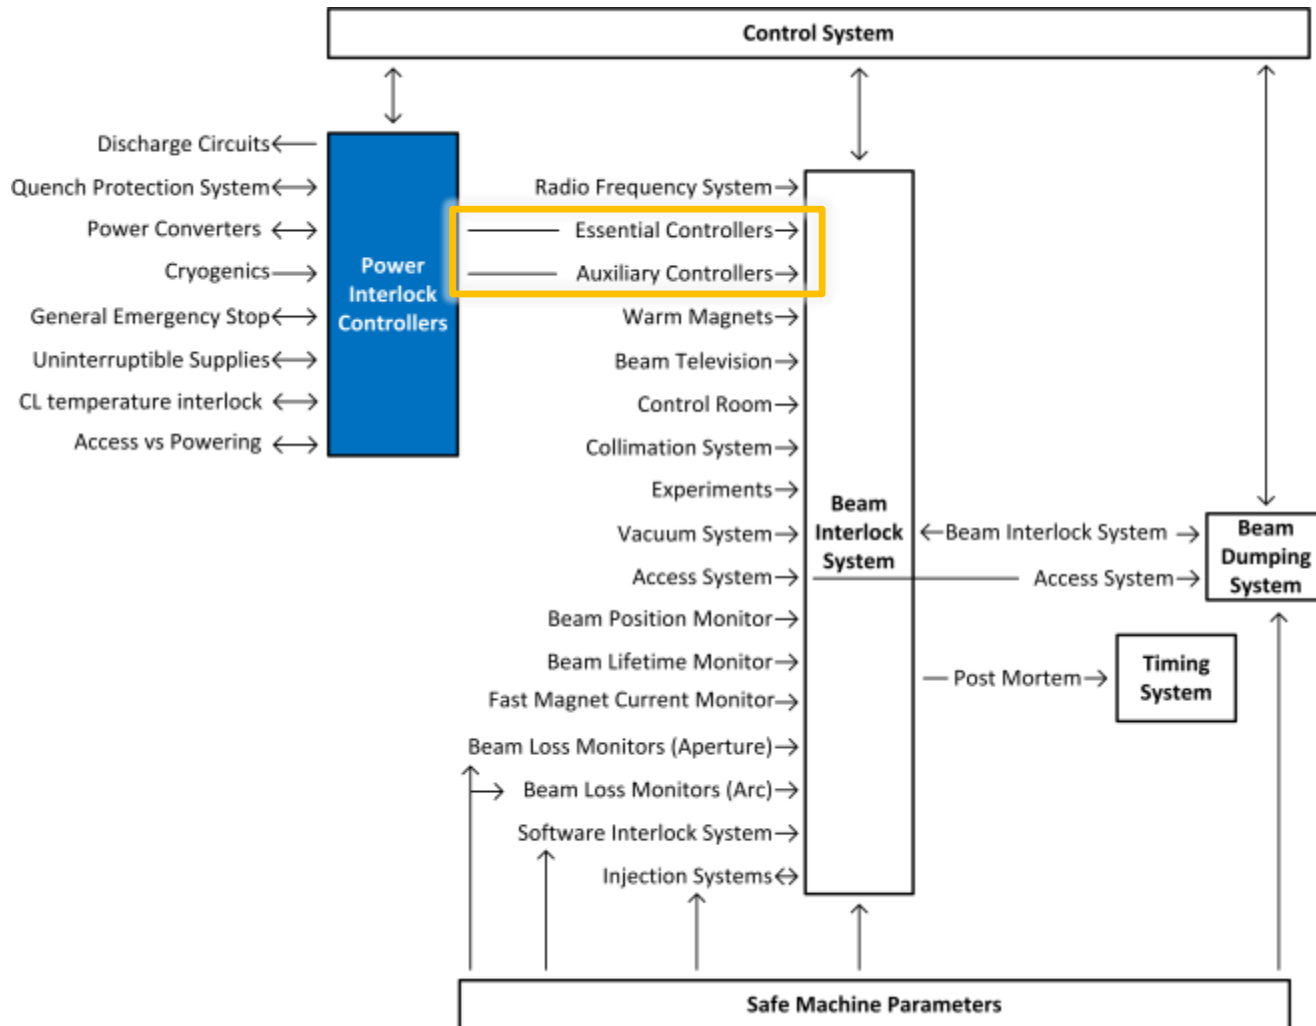 Control System
Discharge Circuits
Quench Protection System
Power Converters
Cryogenics
General Emergency Stop
Uninterruptible Supplies
CL temperature interlock
Access vs Powering
Power
Interlock
Controllers
Radio Frequency System
Essential Controllers
Auxiliary Controllers
Warm Magnets
Beam Television
Control Room
Collimation System
Experiments
Vacuum System
Access System
Beam Position Monitor
Beam Lifetime Monitor
Fast Magnet Current Monitor
Beam Loss Monitors (Aperture)
Beam Loss Monitors (Arc)
Software Interlock System
Injection Systems
Beam
Interlock
System
Beam Interlock System
Access System
Post Mortem
Beam
Dumping
System
Timing
System
Safe Machine Parameters